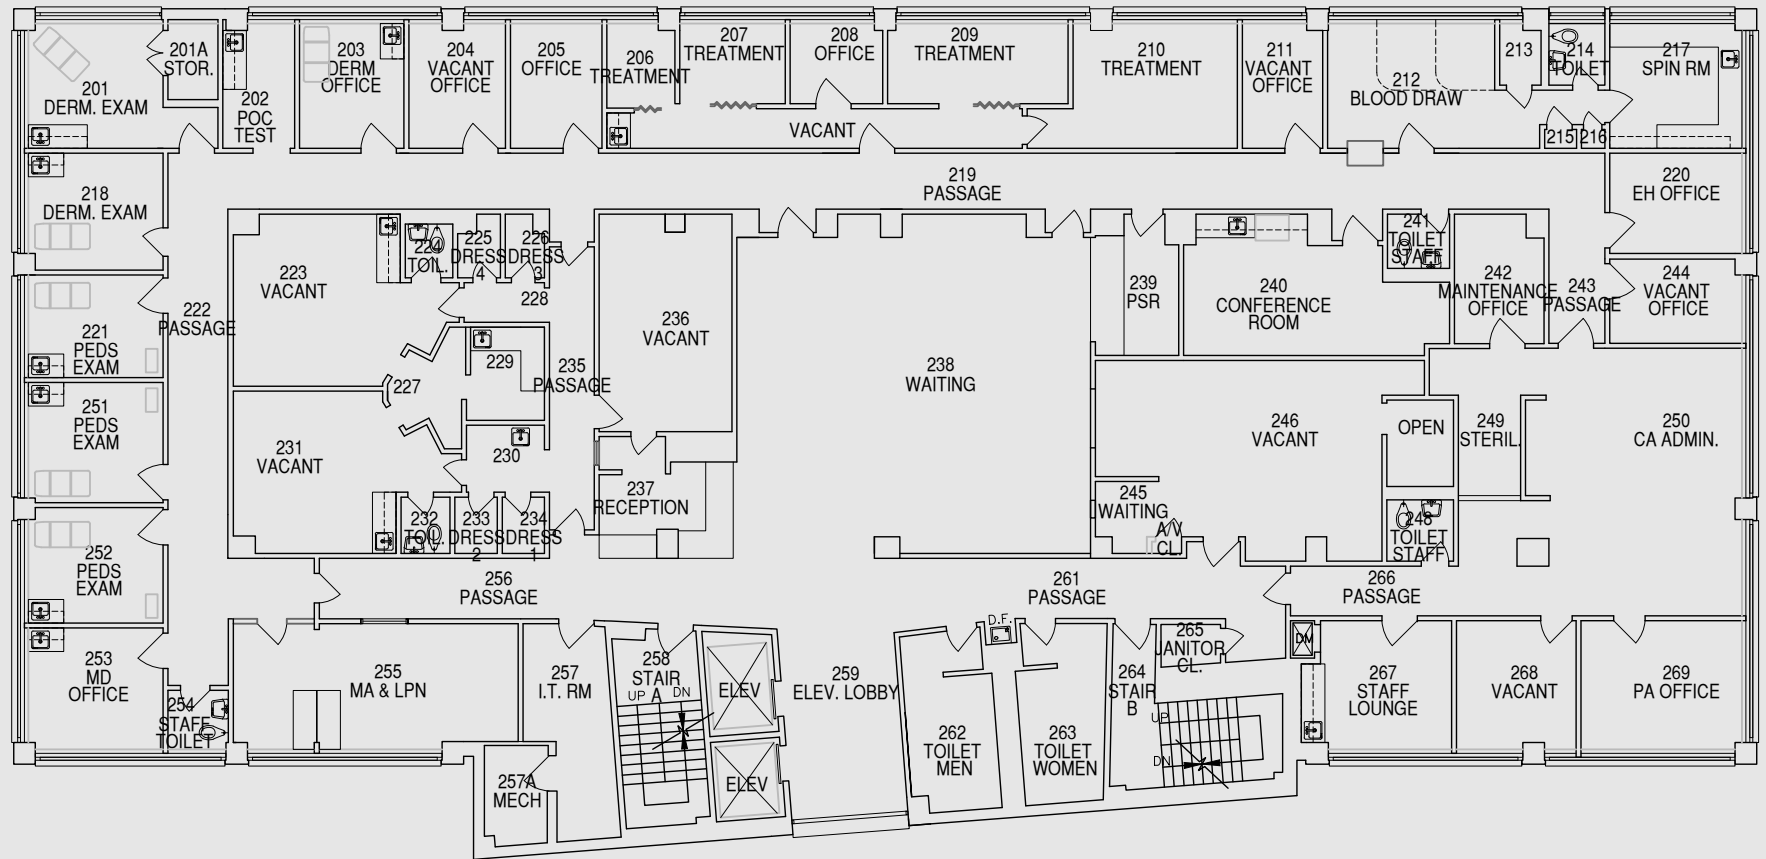 201
DERM. EXAM
201A
STOR.
202
POC
TEST
203
DERM
OFFICE
204
VACANT
OFFICE
205
OFFICE
206
TREATMENT
207
TREATMENT
208
OFFICE
209
TREATMENT
210
TREATMENT
VACANT
211
VACANT
OFFICE
212
BLOOD DRAW
213
214
TOILET
215
216
217
SPIN RM
218
DERM. EXAM
219
PASSAGE
220
EH OFFICE
221
PEDS
EXAM
222
PASSAGE
223
VACANT
224
TOIL.
225
DRESS
4
226
DRESS
3
228
227
229
235
PASSAGE
236
VACANT
238
WAITING
239
PSR
240
CONFERENCE
ROOM
241
TOILET
STAFF
242
MAINTENANCE
OFFICE
243
PASSAGE
244
VACANT
OFFICE
251
PEDS
EXAM
231
VACANT
230
232
TOIL.
233
DRESS
2
234
DRESS
1
237
RECEPTION
246
VACANT
OPEN
249
STERIL.
250
CA ADMIN.
245
WAITING
A/V
CL.
248
TOILET
STAFF
252
PEDS
EXAM
256
PASSAGE
261
PASSAGE
266
PASSAGE
253
MD
OFFICE
254
STAFF
TOILET
255
MA & LPN
257
I.T. RM
257A
MECH
258
STAIR
A
UP
DN
ELEV
ELEV
259
ELEV. LOBBY
D.F.
262
TOILET
MEN
263
TOILET
WOMEN
264
STAIR
B
UP
DN
265
JANITOR
CL.
DM
267
STAFF
LOUNGE
268
VACANT
269
PA OFFICE